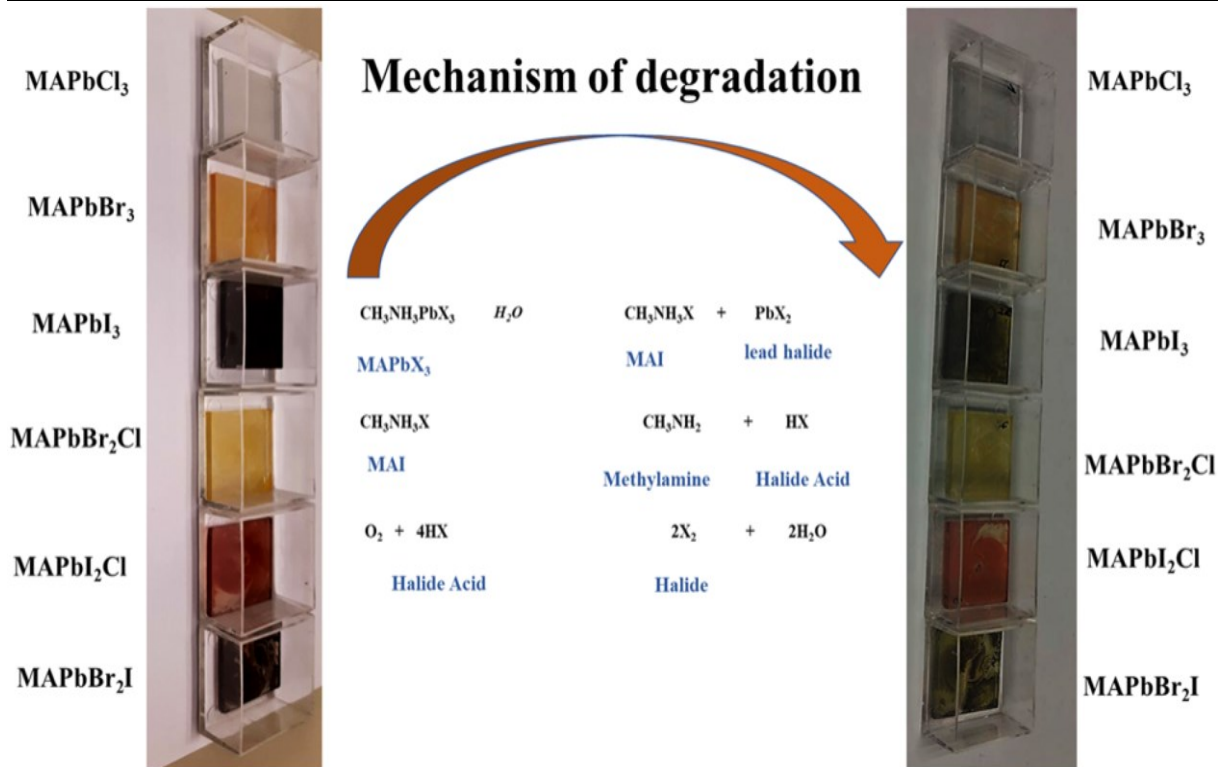 Mechanism of degradation
MAPbCl₃
MAPbBr₃
MAPbI₃
MAPbBr₂Cl
MAPbI₂Cl
MAPbBr₂I
CH₃NH₃PbX₃ H₂O CH₃NH₃X + PbX₂
MAPbX₃ MAI lead halide
CH₃NH₃X CH₃NH₂ + HX
MAI Methylamine Halide Acid
O₂ + 4HX 2X₂ + 2H₂O
Halide Acid Halide
MAPbCl₃
MAPbBr₃
MAPbI₃
MAPbBr₂Cl
MAPbI₂Cl
MAPbBr₂I